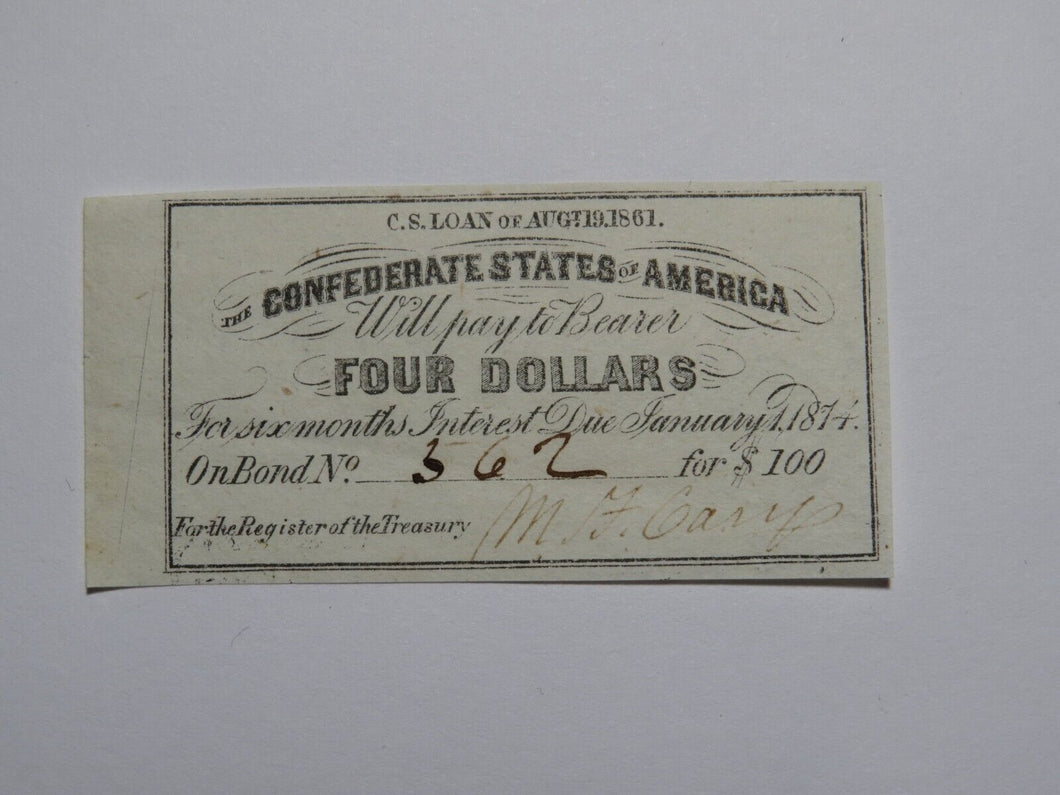 C.S. LOAN OF AUGT. 19. 1861.
THE CONFEDERATE STATES OF AMERICA
Will pay to Bearer
FOUR DOLLARS
For six months Interest Due January 1, 1874.
On Bond No. 562 for $100
For the Register of the Treasury M. F. Cary